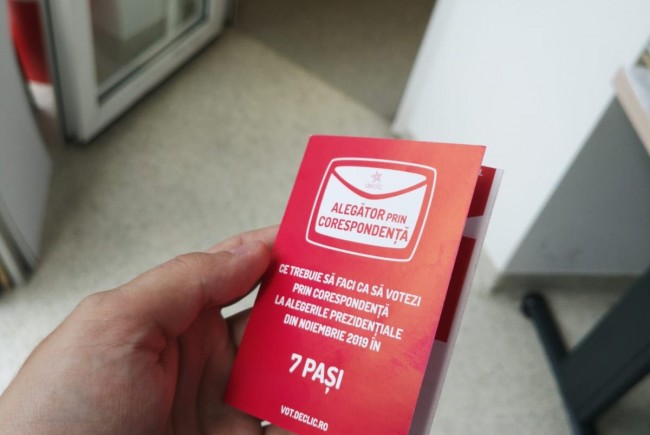 DECLIC
ALEGĂTOR PRIN
CORESPONDENȚĂ
CE TREBUIE SĂ FACI CA SĂ VOTEZI
PRIN CORESPONDENȚĂ
LA ALEGERILE PREZIDENȚIALE
DIN NOIEMBRIE 2019 ÎN
7 PAȘI
VOT.DECLIC.RO